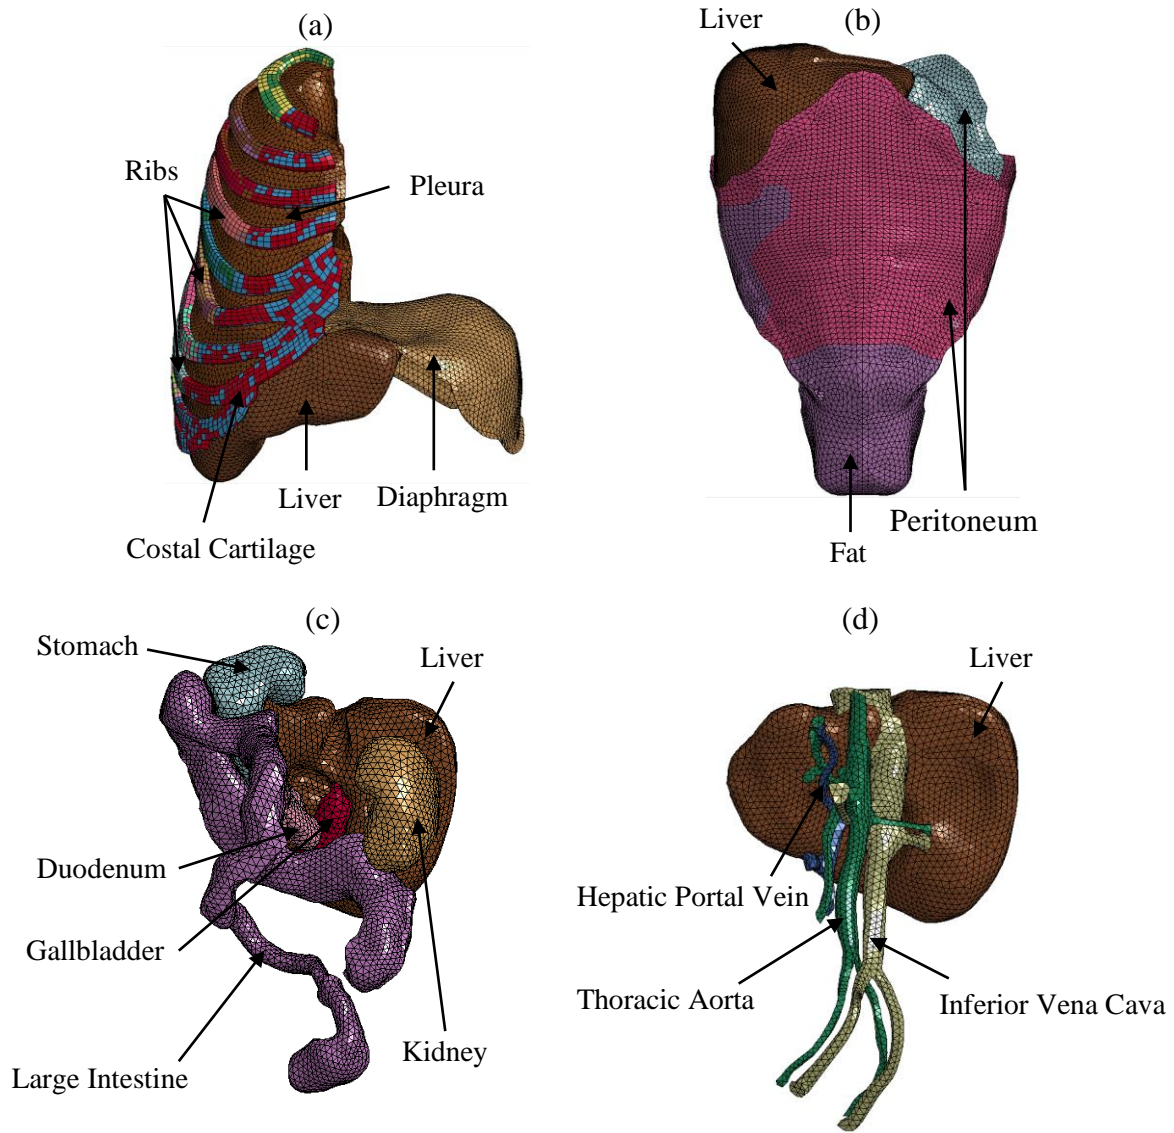 (a)
Ribs
Pleura
Liver
Diaphragm
Costal Cartilage
(b)
Liver
Peritoneum
Fat
(c)
Stomach
Liver
Duodenum
Gallbladder
Large Intestine
Kidney
(d)
Liver
Hepatic Portal Vein
Thoracic Aorta
Inferior Vena Cava